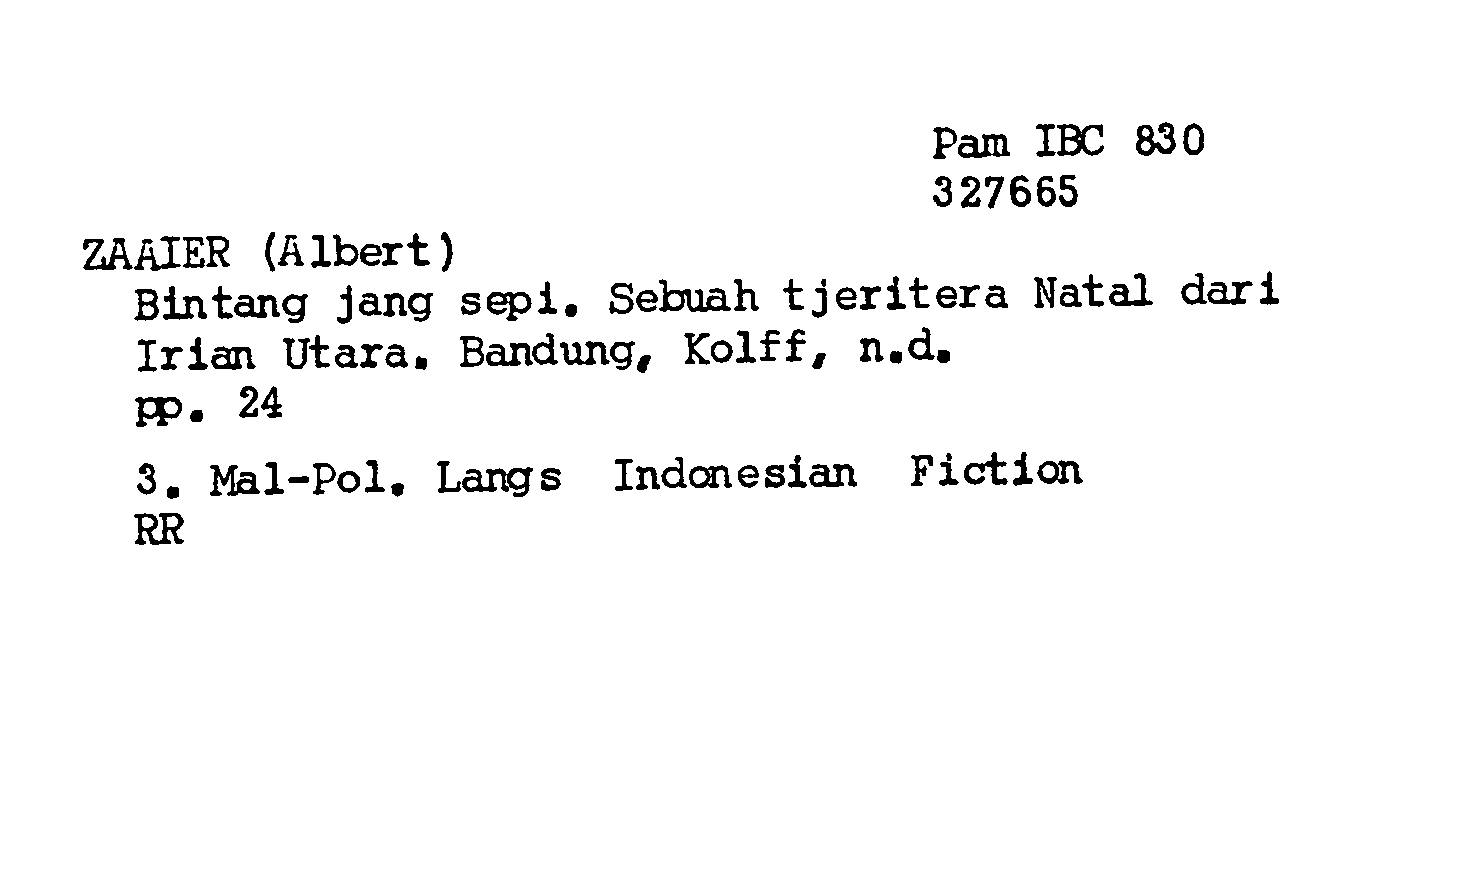 Pam IBC 830
327665
ZAAIER (Albert)
Bintang jang sepi. Sebuah tjeritera Natal dari
Irian Utara. Bandung, Kolff, n.d.
pp. 24
3. Mal-Pol. Langs Indonesian Fiction
RR